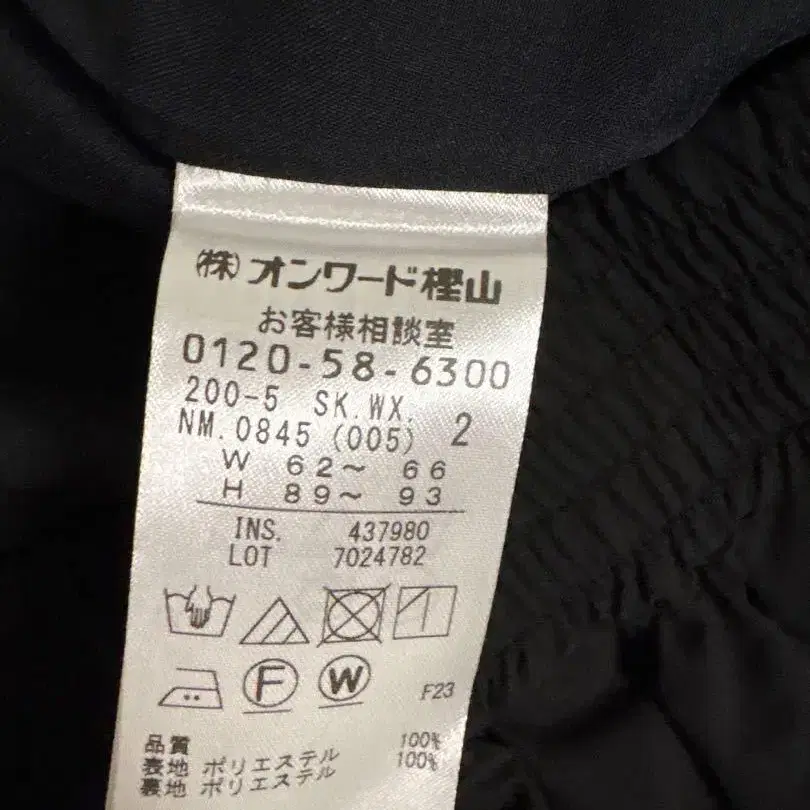 ㈱オンワード樫山
お客様相談室
0120-58-6300
200-5 SK.WX. 2
NM.0845 (005)
W 62～ 66
H 89～ 93
INS. 437980
LOT 7024782
F W F23
品質
表地 ポリエステル 100%
裏地 ポリエステル 100%